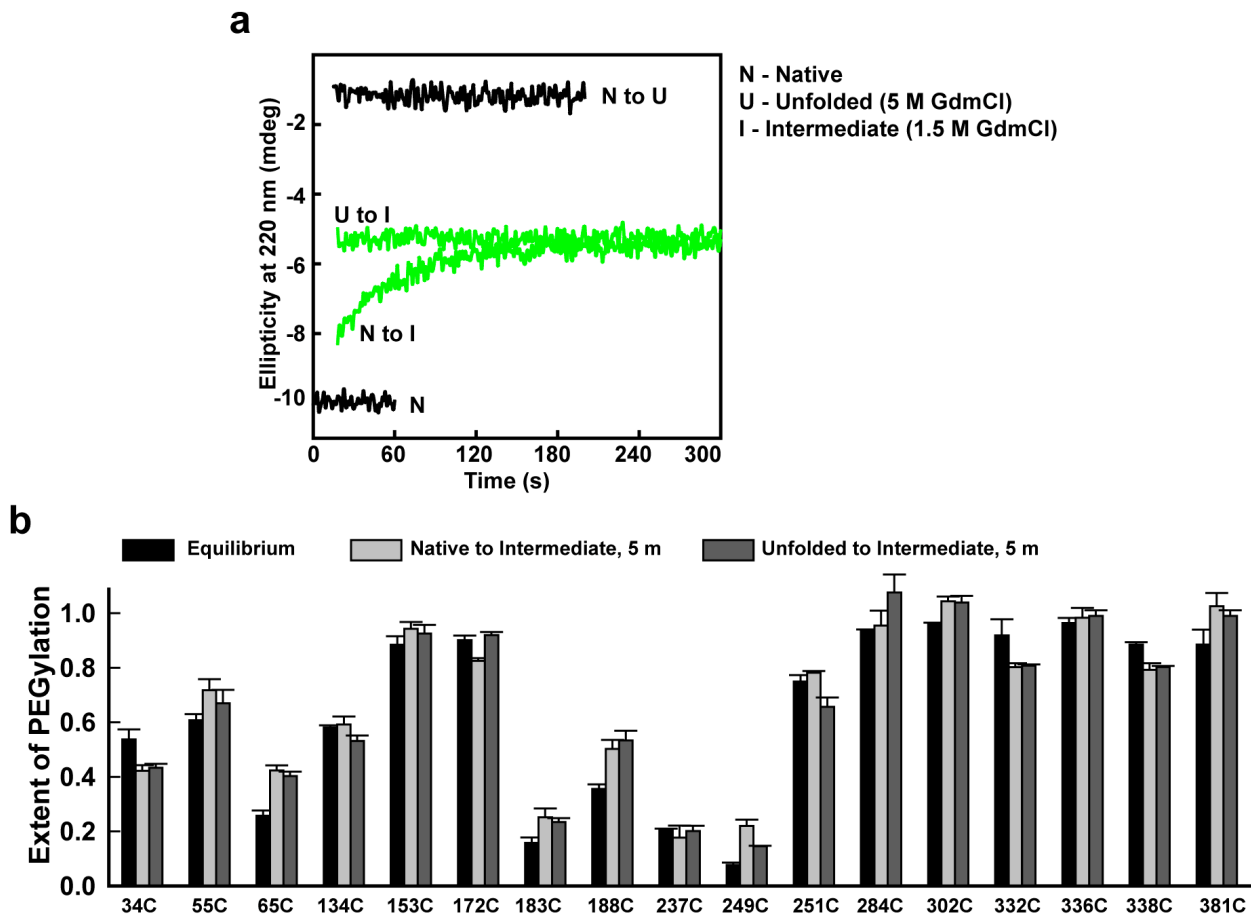 a
N - Native
U - Unfolded (5 M GdmCl)
I - Intermediate (1.5 M GdmCl)
Ellipticity at 220 nm (mdeg)
-2
-4
-6
-8
-10
N to U
U to I
N to I
N
0 60 120 180 240 300
Time (s)
b
Equilibrium Native to Intermediate, 5 m Unfolded to Intermediate, 5 m
Extent of PEGylation
1.0
0.8
0.6
0.4
0.2
0.0
34C 55C 65C 134C 153C 172C 183C 188C 237C 249C 251C 284C 302C 332C 336C 338C 381C